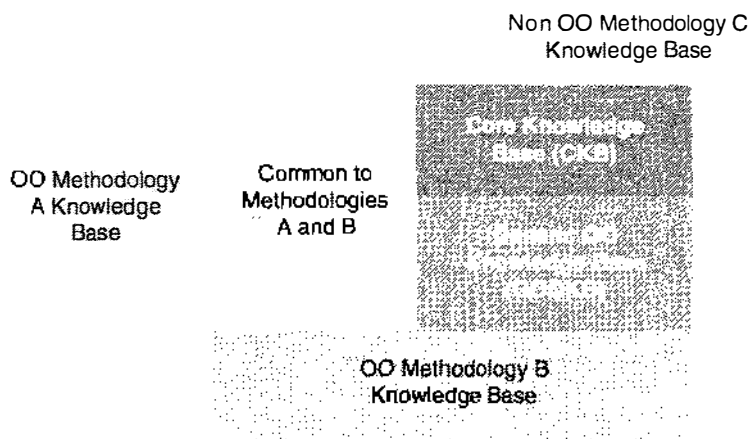 Non OO Methodology C
Knowledge Base
Core Knowledge
Base (CKB)
OO Methodology
A Knowledge
Base
Common to
Methodologies
A and B
OO Methodology B
Knowledge Base